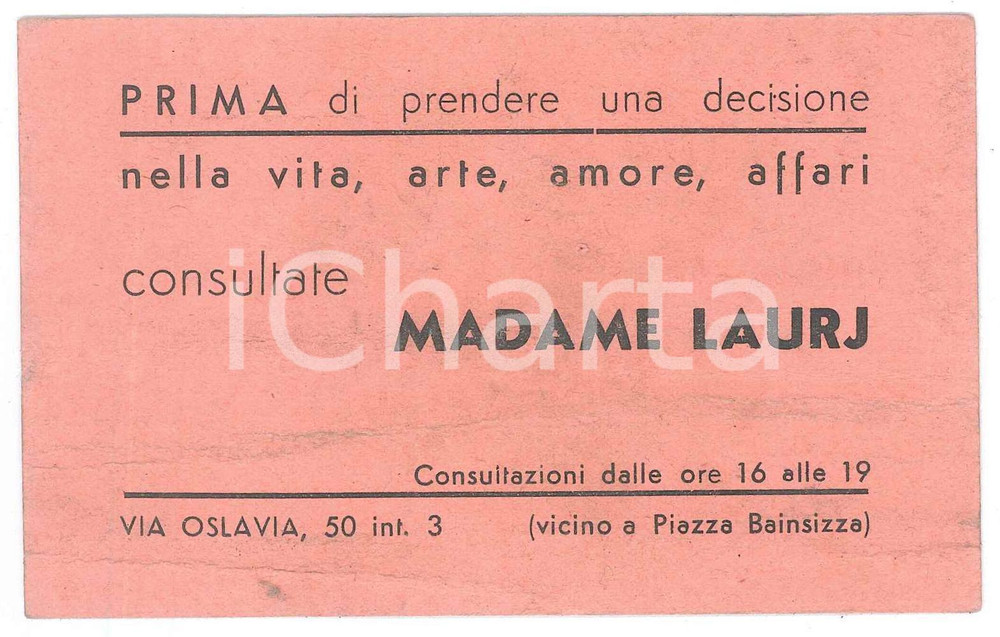 PRIMA di prendere una decisione
nella vita, arte, amore, affari
consultate
MADAME LAURJ
iCharta
Consultazioni dalle ore 16 alle 19
VIA OSLAVIA, 50 int. 3 (vicino a Piazza Bainsizza)